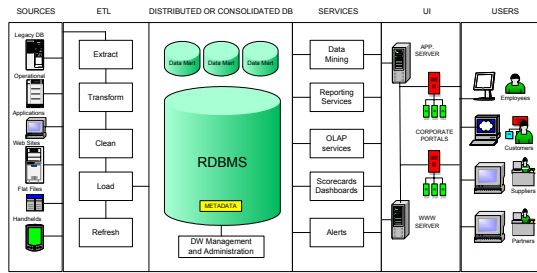 SOURCES
ETL
DISTRIBUTED OR CONSOLIDATED DB
SERVICES
UI
USERS
Legacy DB
Operational
Applications
Web Sites
Flat Files
Handhelds
Extract
Transform
Clean
Load
Refresh
Data Mart
Data Mart
Data Mart
RDBMS
METADATA
DW Management
and Administration
Data
Mining
Reporting
Services
OLAP
services
Scorecards
Dashboards
Alerts
APP.
SERVER
CORPORATE
PORTALS
WWW
SERVER
Employees
Customers
Suppliers
Partners